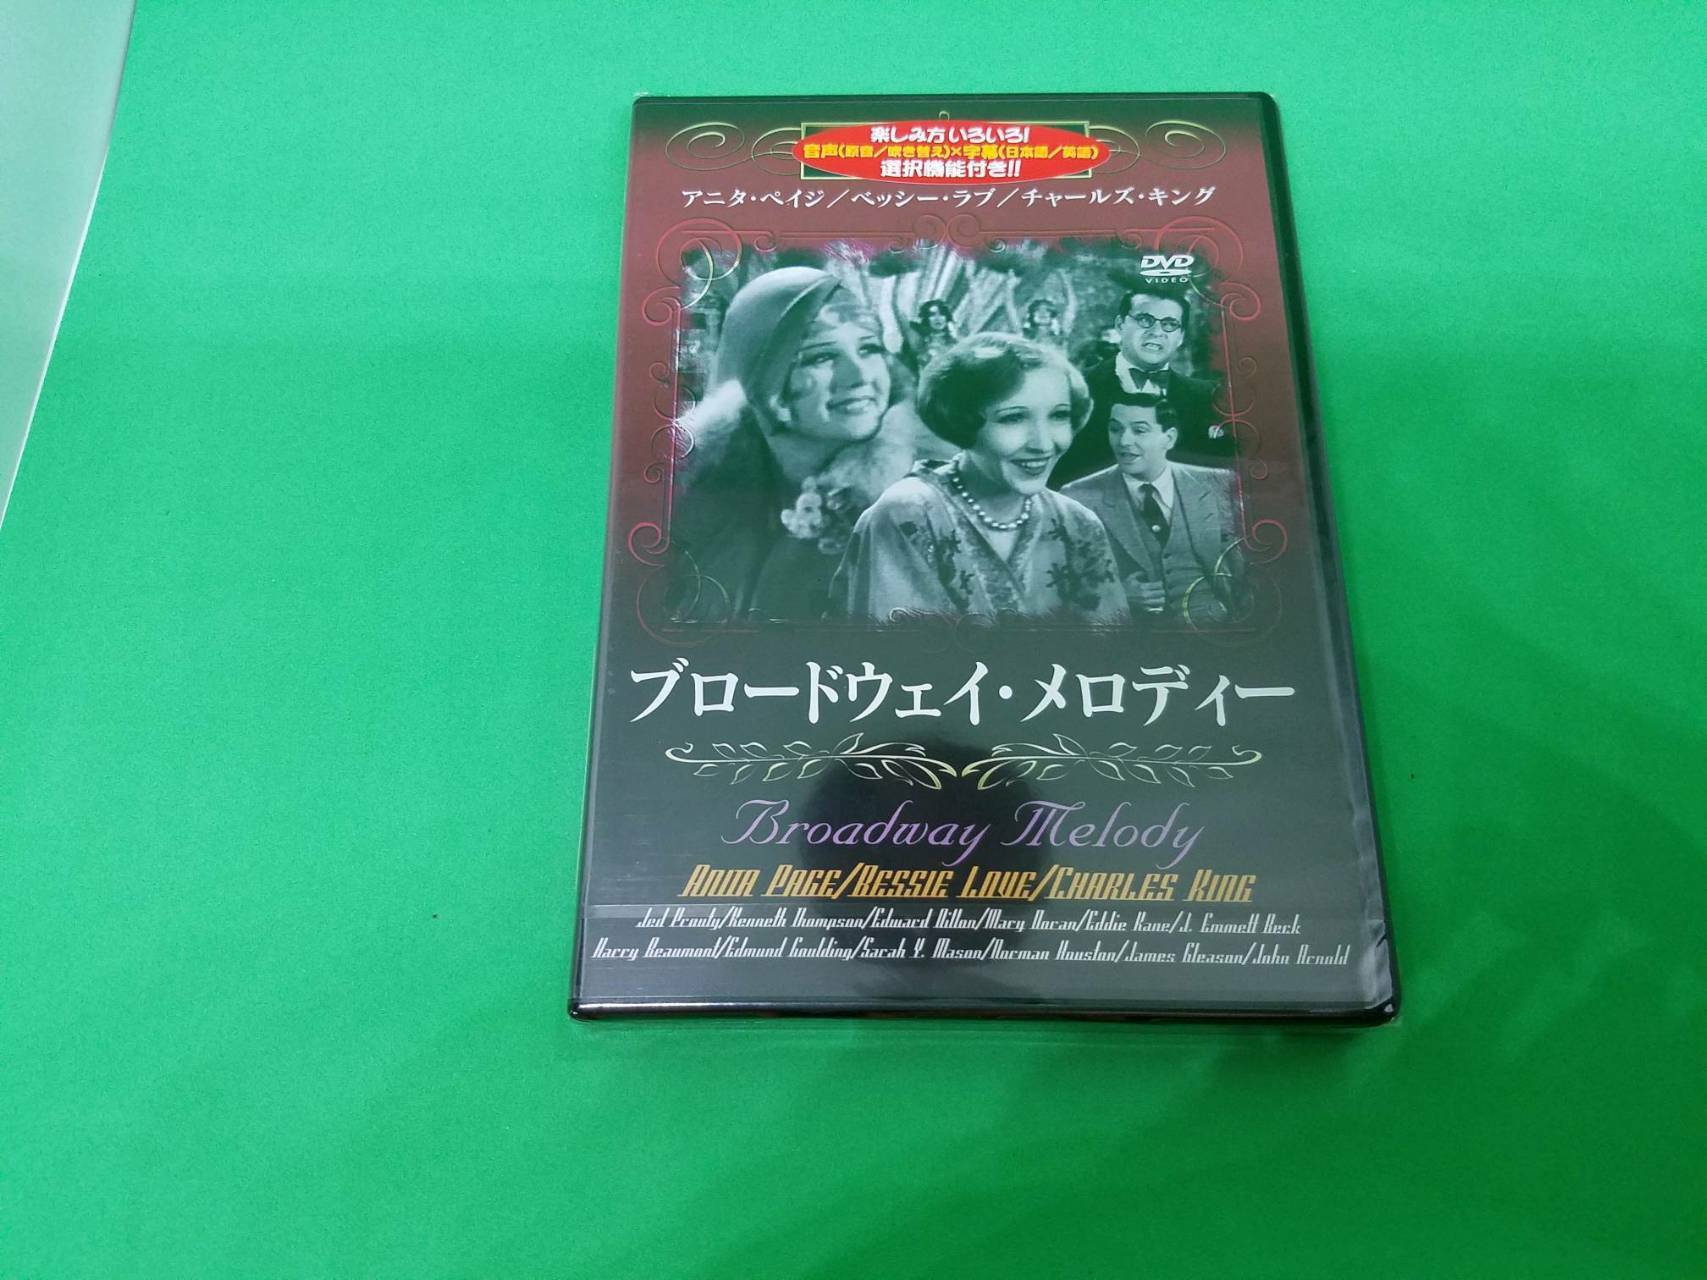 楽しみ方いろいろ!
音声(原音/吹き替え)×字幕(日本語/英語)
選択機能付き!!
アニタ・ペイジ/ベッシー・ラブ/チャールズ・キング
DVD
VIDEO
ブロードウェイ・メロディー
Broadway Melody
ANITA PAGE/BESSIE LOVE/CHARLES KING
Jed Prouty/Kenneth Thompson/Edward Dillon/Mary Doran/Eddie Kane/J. Emmett Beck
Harry Beaumont/Edmund Goulding/Sarah Y. Mason/Norman Houston/James Gleason/John Arnold